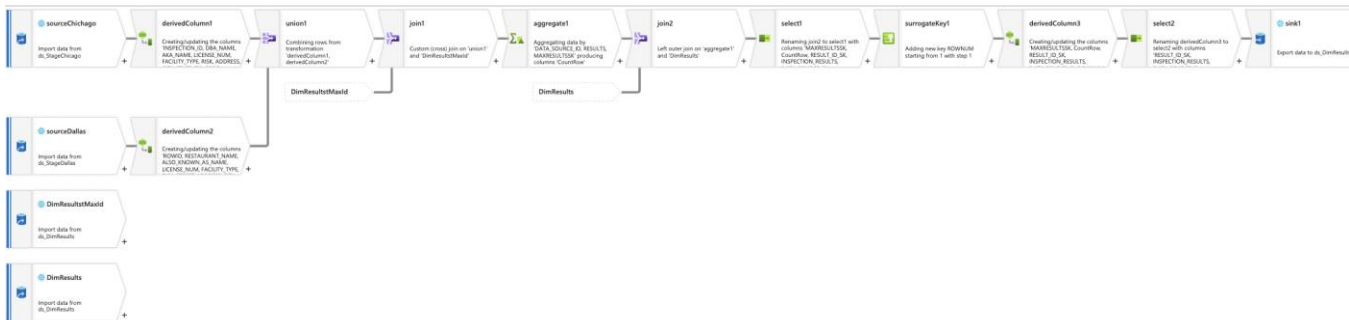 sourceChichago
Import data from
ds_StageChicago
derivedColumn1
Creating/updating the columns
'INSPECTION_ID, DBA_NAME,
AKA_NAME, LICENSE_NUM,
FACILITY_TYPE, RISK, ADDRESS,
union1
Combining rows from
transformation
'derivedColumn1,
derivedColumn2'
join1
Custom (cross) join on 'union1'
and 'DimResultstMaxId'
aggregate1
Aggregating data by
'DATA_SOURCE_ID, RESULTS,
MAXRESULTSSK' producing
columns 'CountRow'
join2
Left outer join on 'aggregate1'
and 'DimResults'
select1
Renaming join2 to select1 with
columns 'MAXRESULTSSK,
CountRow, RESULT_ID_SK,
INSPECTION_RESULTS,
surrogateKey1
Adding new key ROWNUM
starting from 1 with step 1
derivedColumn3
Creating/updating the columns
'MAXRESULTSSK, CountRow,
RESULT_ID_SK,
INSPECTION_RESULTS,
select2
Renaming derivedColumn3 to
select2 with columns
'RESULT_ID_SK,
INSPECTION_RESULTS,
sink1
Export data to ds_DimResults
DimResultstMaxId
DimResults
sourceDallas
Import data from
ds_StageDallas
derivedColumn2
Creating/updating the columns
'ROWID, RESTAURANT_NAME,
ALSO_KNOWN_AS_NAME,
LICENSE_NUM, FACILITY_TYPE,
DimResultstMaxId
Import data from
ds_DimResults
DimResults
Import data from
ds_DimResults